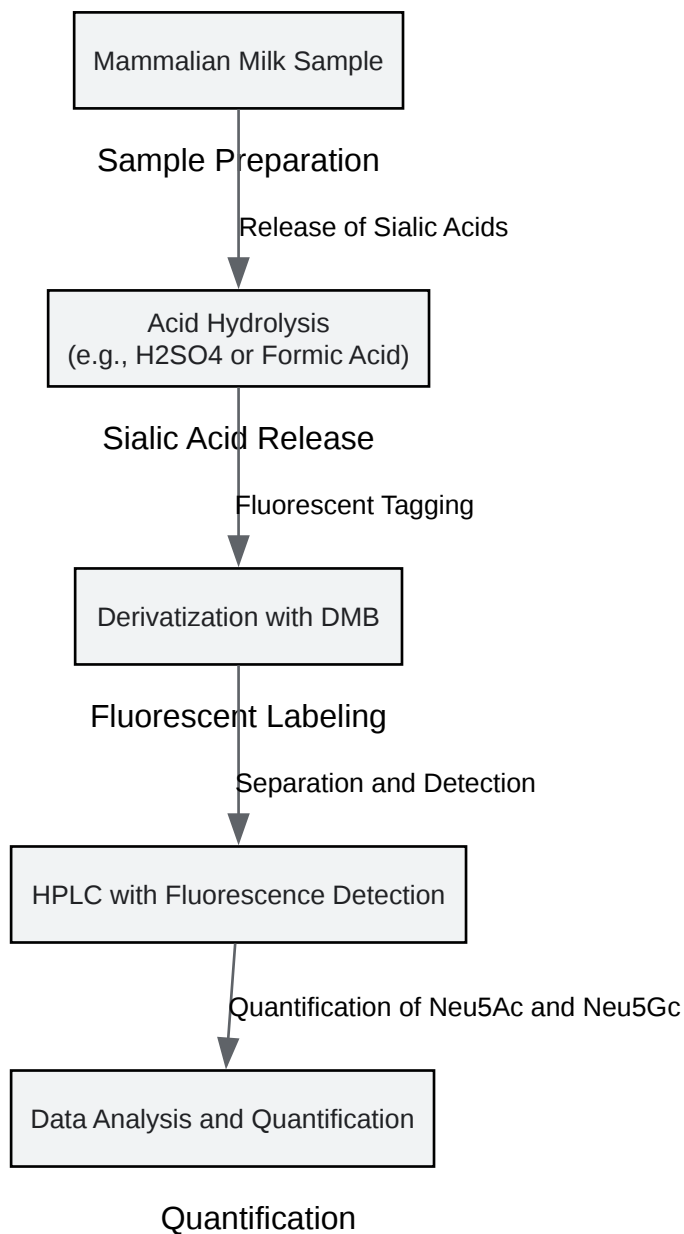 Mammalian Milk Sample
Sample Preparation
Release of Sialic Acids
Acid Hydrolysis
(e.g., H2SO4 or Formic Acid)
Sialic Acid Release
Fluorescent Tagging
Derivatization with DMB
Fluorescent Labeling
Separation and Detection
HPLC with Fluorescence Detection
Quantification of Neu5Ac and Neu5Gc
Data Analysis and Quantification
Quantification